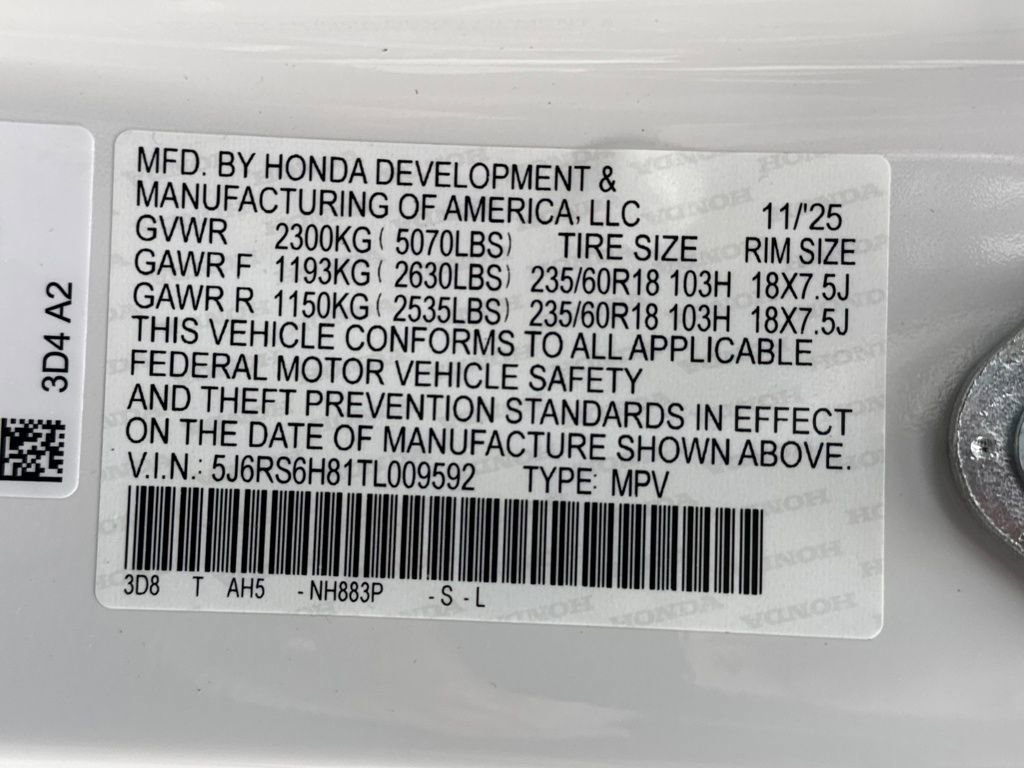 MFD. BY HONDA DEVELOPMENT &
MANUFACTURING OF AMERICA, LLC 11/'25
GVWR 2300KG ( 5070LBS) TIRE SIZE RIM SIZE
GAWR F 1193KG ( 2630LBS) 235/60R18 103H 18X7.5J
GAWR R 1150KG ( 2535LBS) 235/60R18 103H 18X7.5J
THIS VEHICLE CONFORMS TO ALL APPLICABLE
FEDERAL MOTOR VEHICLE SAFETY
AND THEFT PREVENTION STANDARDS IN EFFECT
ON THE DATE OF MANUFACTURE SHOWN ABOVE.
V.I.N.: 5J6RS6H81TL009592 TYPE: MPV
3D8 T AH5 -NH883P -S-L
3D4 A2